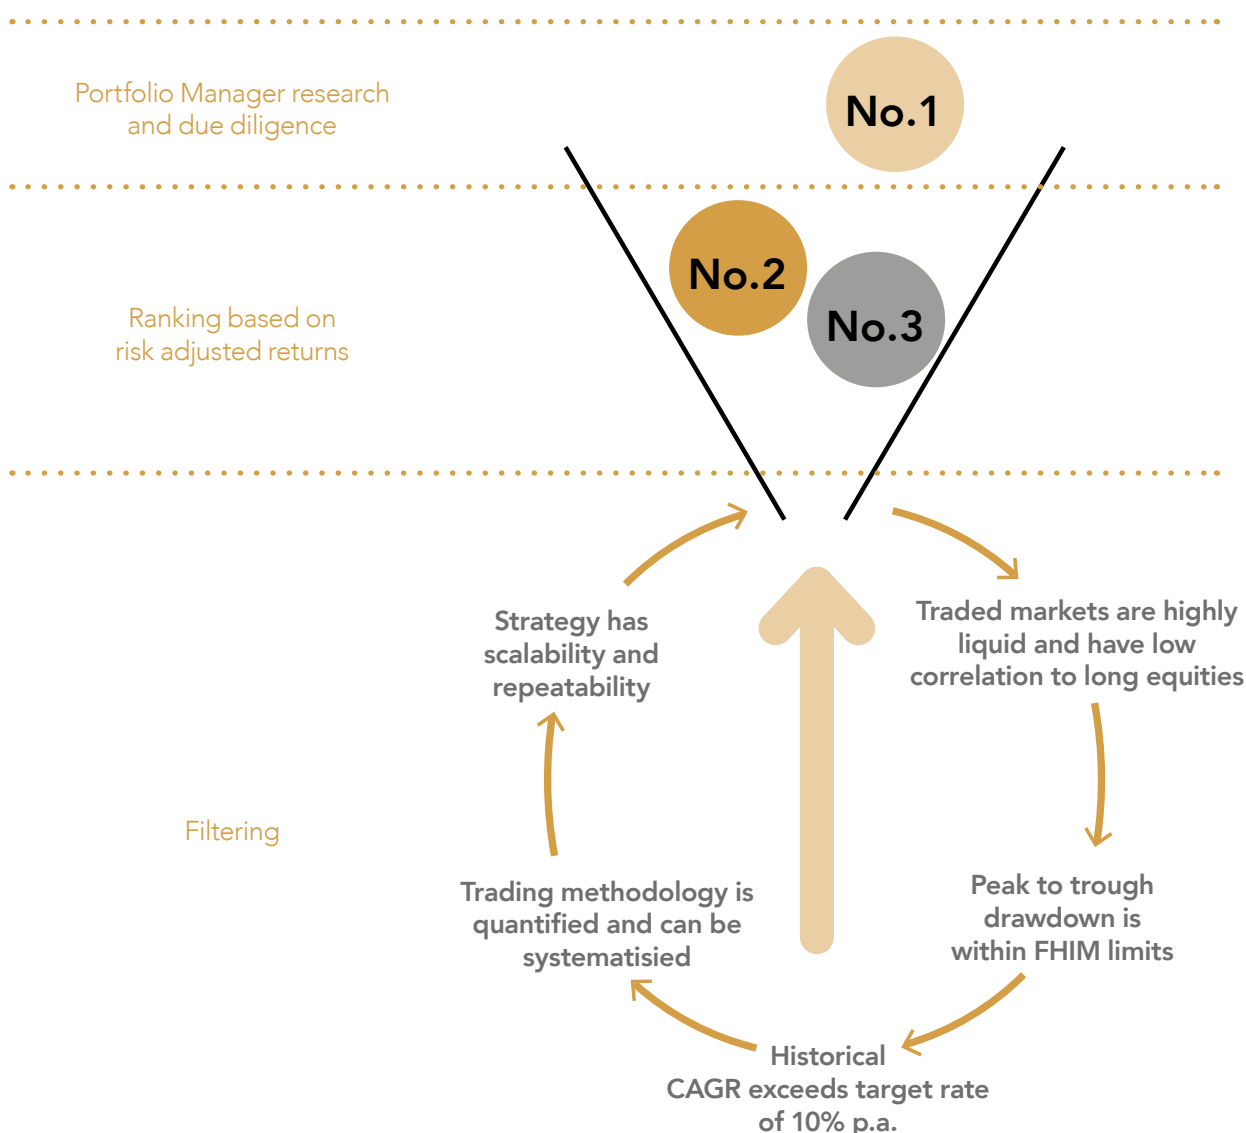 Portfolio Manager research
and due diligence
No.1
Ranking based on
risk adjusted returns
No.2
No.3
Filtering
Strategy has
scalability and
repeatability
Traded markets are highly
liquid and have low
correlation to long equities
Trading methodology is
quantified and can be
systematisied
Peak to trough
drawdown is
within FHIM limits
Historical
CAGR exceeds target rate
of 10% p.a.